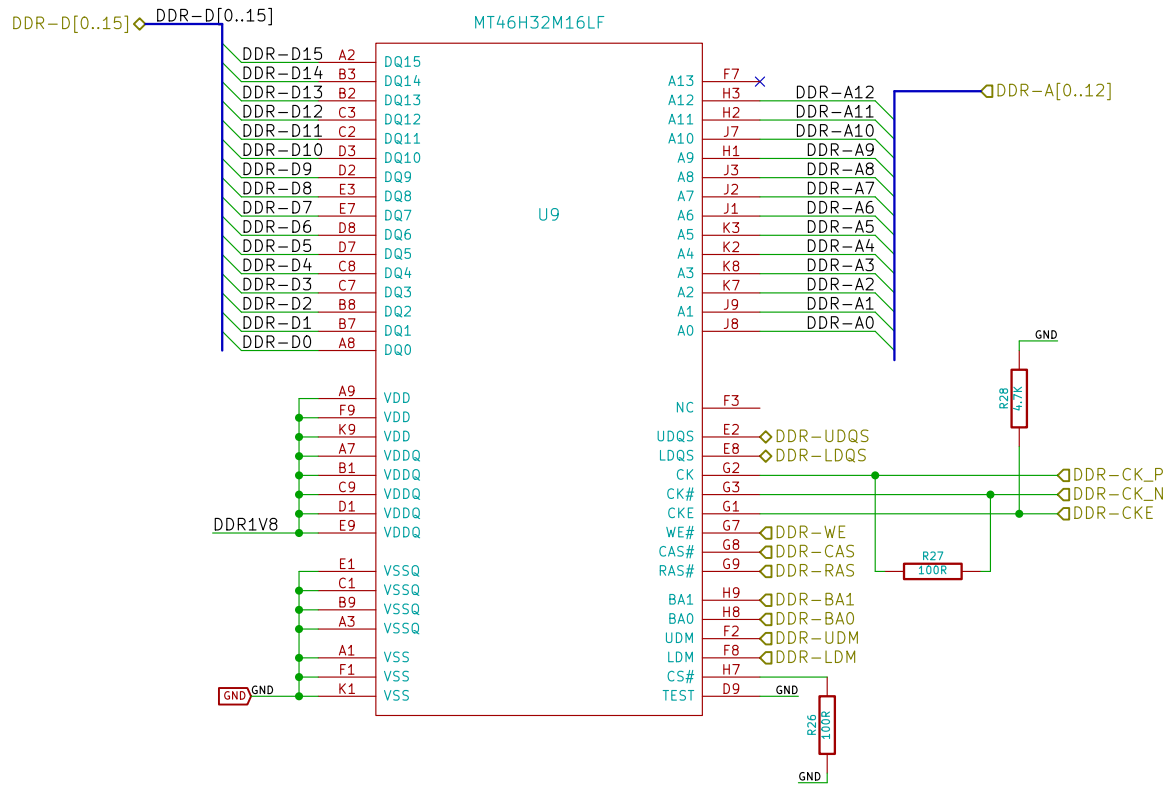 DDR-D[0..15] DDR-D[0..15] MT46H32M16LF
DDR-D15 A2 DQ15
DDR-D14 B3 DQ14 A13 F7
DDR-D13 B2 DQ13 A12 H3 DDR-A12 DDR-A[0..12]
DDR-D12 C3 DQ12 A11 H2 DDR-A11
DDR-D11 C2 DQ11 A10 J7 DDR-A10
DDR-D10 D3 DQ10 A9 H1 DDR-A9
DDR-D9 D2 DQ9 A8 J3 DDR-A8
DDR-D8 E3 DQ8 A7 J2 DDR-A7
DDR-D7 E7 DQ7 U9 A6 J1 DDR-A6
DDR-D6 D8 DQ6 A5 K3 DDR-A5
DDR-D5 D7 DQ5 A4 K2 DDR-A4
DDR-D4 C8 DQ4 A3 K8 DDR-A3
DDR-D3 C7 DQ3 A2 K7 DDR-A2
DDR-D2 B8 DQ2 A1 J9 DDR-A1
DDR-D1 B7 DQ1 A0 J8 DDR-A0
DDR-D0 A8 DQ0 GND
A9 VDD R28 4.7K
F9 VDD NC F3
K9 VDD UDQS E2 DDR-UDQS
A7 VDDQ LDQS E8 DDR-LDQS
B1 VDDQ CK G2 DDR-CK_P
C9 VDDQ CK# G3 DDR-CK_N
D1 VDDQ CKE G1 DDR-CKE
DDR1V8 E9 VDDQ WE# G7 DDR-WE
CAS# G8 DDR-CAS R27
E1 VSSQ RAS# G9 DDR-RAS 100R
C1 VSSQ BA1 H9 DDR-BA1
B9 VSSQ BA0 H8 DDR-BA0
A3 VSSQ UDM F2 DDR-UDM
A1 VSS LDM F8 DDR-LDM
F1 VSS CS# H7
GND GND K1 VSS TEST D9 GND
R26 100R
GND